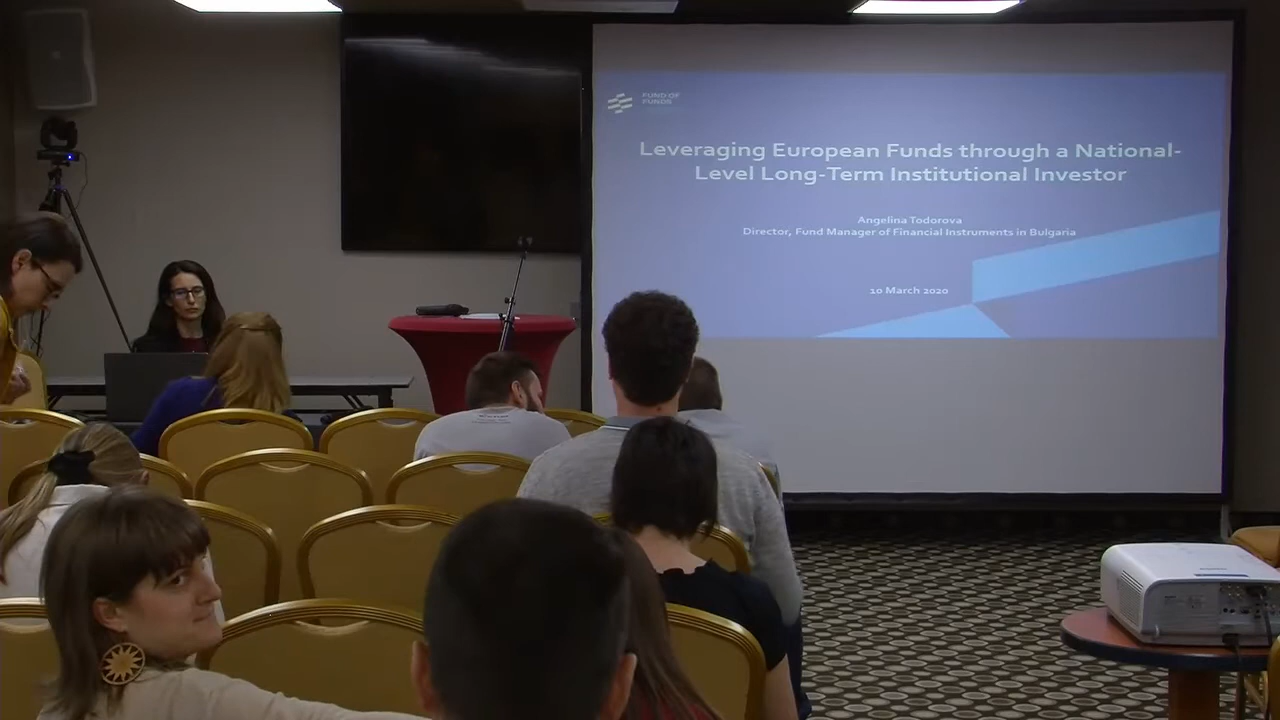 FUND OF
FUNDS
Leveraging European Funds through a National-
Level Long-Term Institutional Investor
Angelina Todorova
Director, Fund Manager of Financial Instruments in Bulgaria
10 March 2020